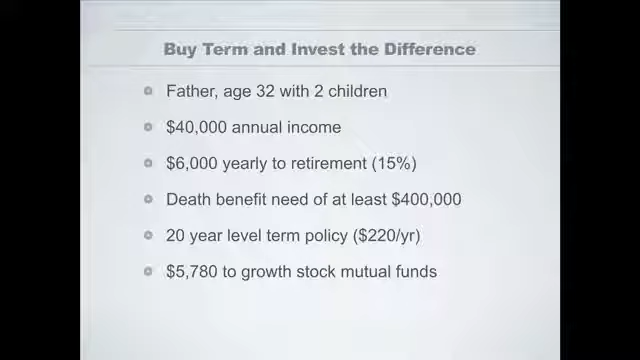 Buy Term and Invest the Difference
Father, age 32 with 2 children
$40,000 annual income
$6,000 yearly to retirement (15%)
Death benefit need of at least $400,000
20 year level term policy ($220/yr)
$5,780 to growth stock mutual funds